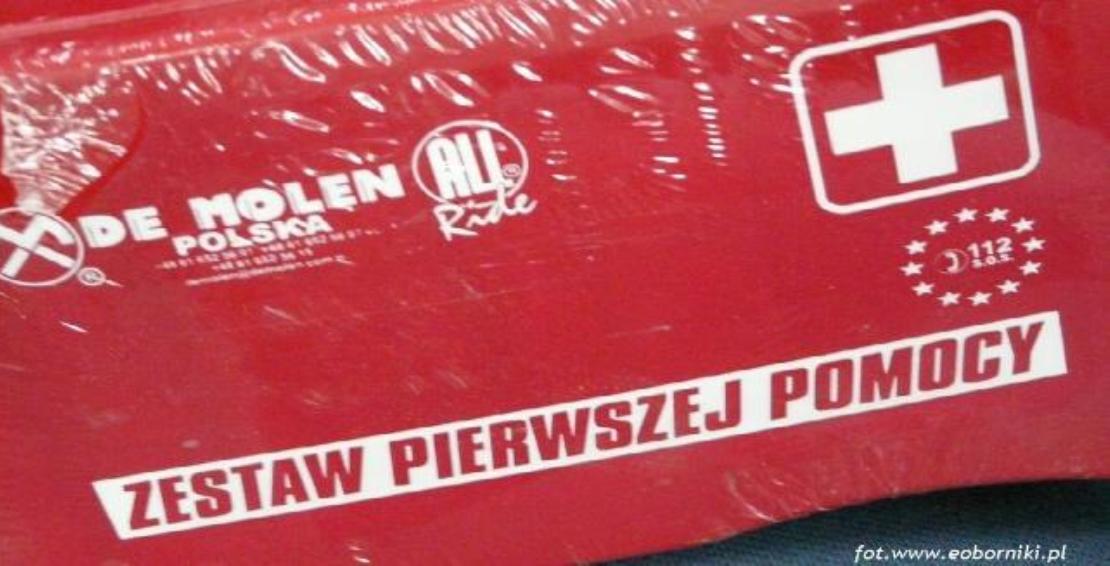 DE MOLEN
POLSKA
ALL®
Ride
®
112
S.O.S.
ZESTAW PIERWSZEJ POMOCY
fot.www.eoborniki.pl